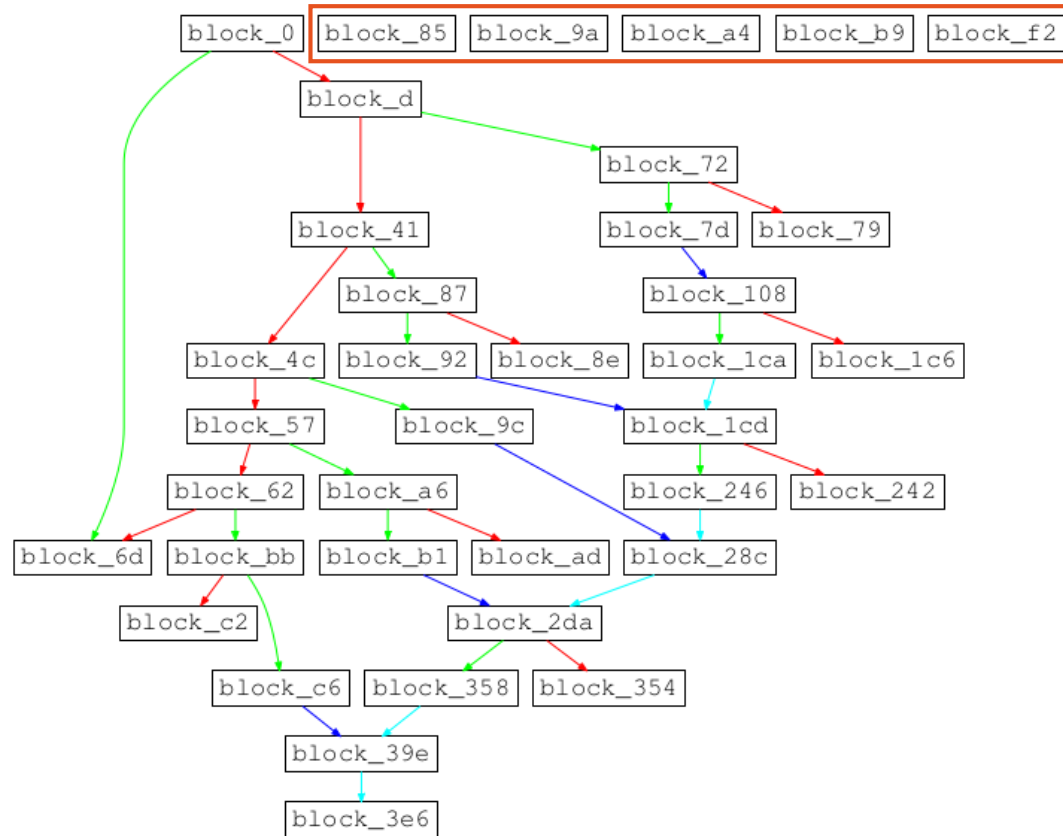 block_0 block_85 block_9a block_a4 block_b9 block_f2
block_d
block_72
block_41 block_7d block_79
block_87 block_108
block_4c block_92 block_8e block_1ca block_1c6
block_57 block_9c block_1cd
block_62 block_a6 block_246 block_242
block_6d block_bb block_b1 block_ad block_28c
block_c2 block_2da
block_c6 block_358 block_354
block_39e
block_3e6